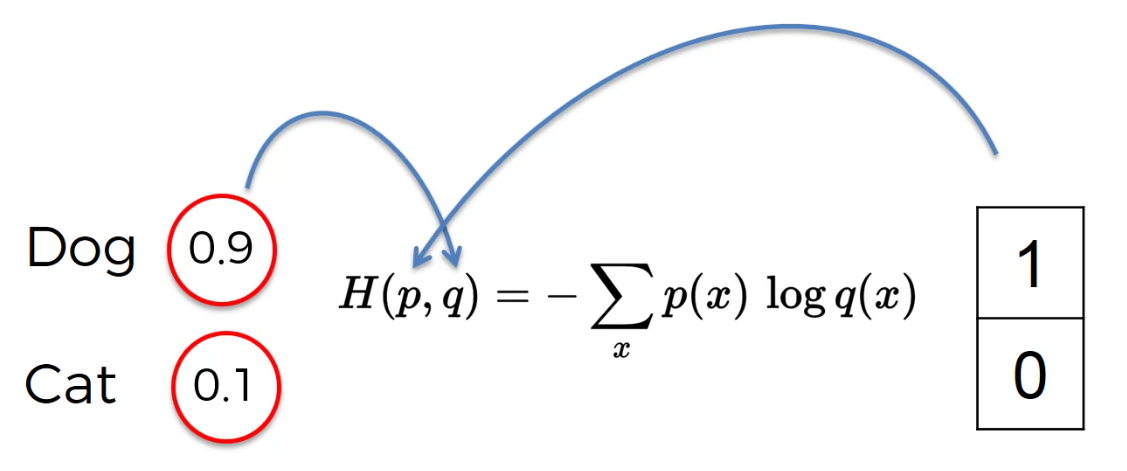 Dog 0.9
H(p, q) = − ∑ₓ p(x) log q(x)
1
Cat 0.1
0